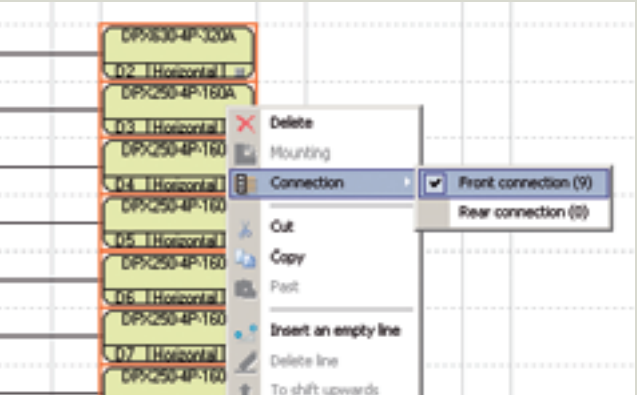 DPX630-4P-320A
D2 Horizontal
DPX250-4P-160A
D3 Horizontal
DPX250-4P-160
D4 Horizontal
DPX250-4P-160
D5 Horizontal
DPX250-4P-160
D6 Horizontal
DPX250-4P-160
D7 Horizontal
DPX250-4P-160
Delete
Mounting
Connection
Cut
Copy
Past
Insert an empty line
Delete line
To shift upwards
Front connection (9)
Rear connection (0)